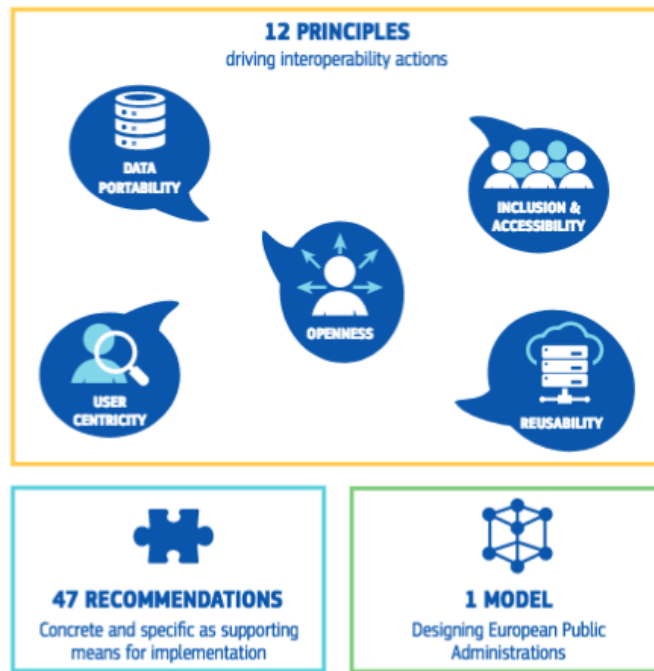 12 PRINCIPLES
driving interoperability actions
DATA
PORTABILITY
INCLUSION &
ACCESSIBILITY
OPENNESS
USER
CENTRICITY
REUSABILITY
47 RECOMMENDATIONS
Concrete and specific as supporting
means for implementation
1 MODEL
Designing European Public
Administrations